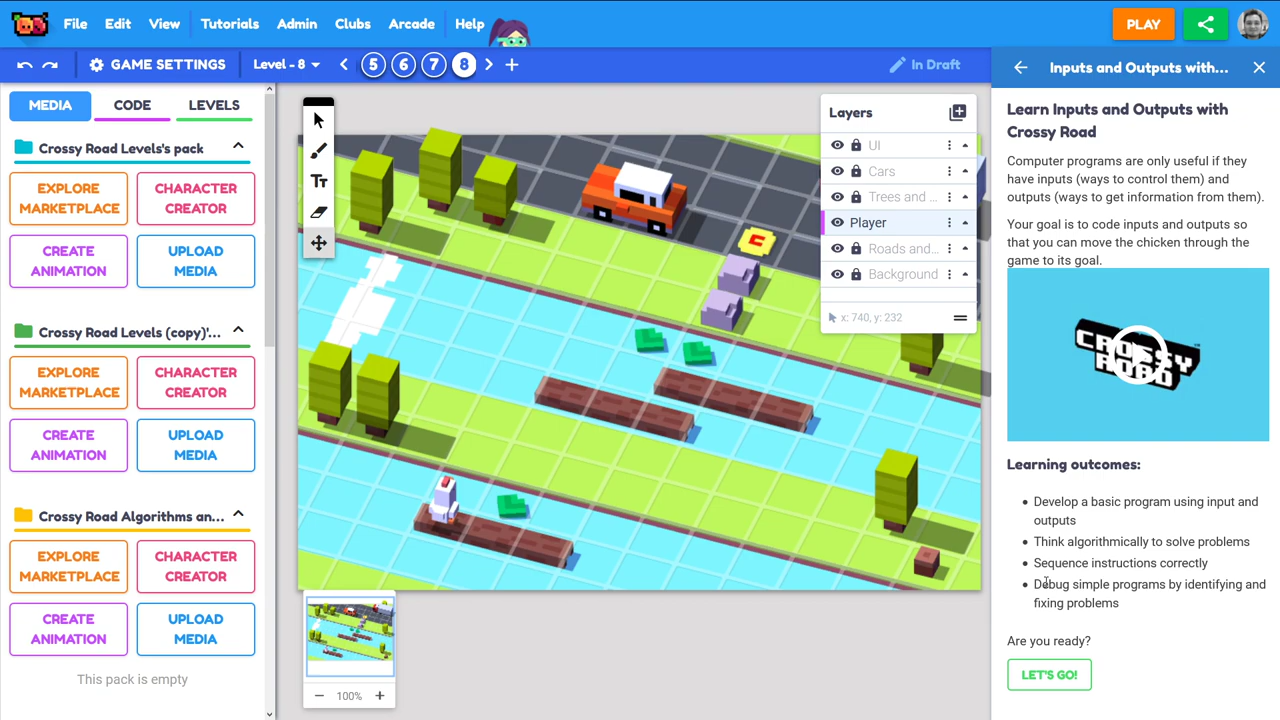 File Edit View Tutorials Admin Clubs Arcade Help PLAY
GAME SETTINGS Level - 8 5 6 7 8 + In Draft Inputs and Outputs with...
MEDIA CODE LEVELS
Crossy Road Levels's pack
EXPLORE MARKETPLACE
CHARACTER CREATOR
CREATE ANIMATION
UPLOAD MEDIA
Crossy Road Levels (copy)'...
EXPLORE MARKETPLACE
CHARACTER CREATOR
CREATE ANIMATION
UPLOAD MEDIA
Crossy Road Algorithms an...
EXPLORE MARKETPLACE
CHARACTER CREATOR
CREATE ANIMATION
UPLOAD MEDIA
This pack is empty
Tт
Layers
UI
Cars
Trees and ...
Player
Roads and...
Background
x: 740, y: 232
100%
Learn Inputs and Outputs with
Crossy Road
Computer programs are only useful if they
have inputs (ways to control them) and
outputs (ways to get information from them).
Your goal is to code inputs and outputs so
that you can move the chicken through the
game to its goal.
CROSSY
ROAD
Learning outcomes:
Develop a basic program using input and
outputs
Think algorithmically to solve problems
Sequence instructions correctly
Debug simple programs by identifying and
fixing problems
Are you ready?
LET'S GO!